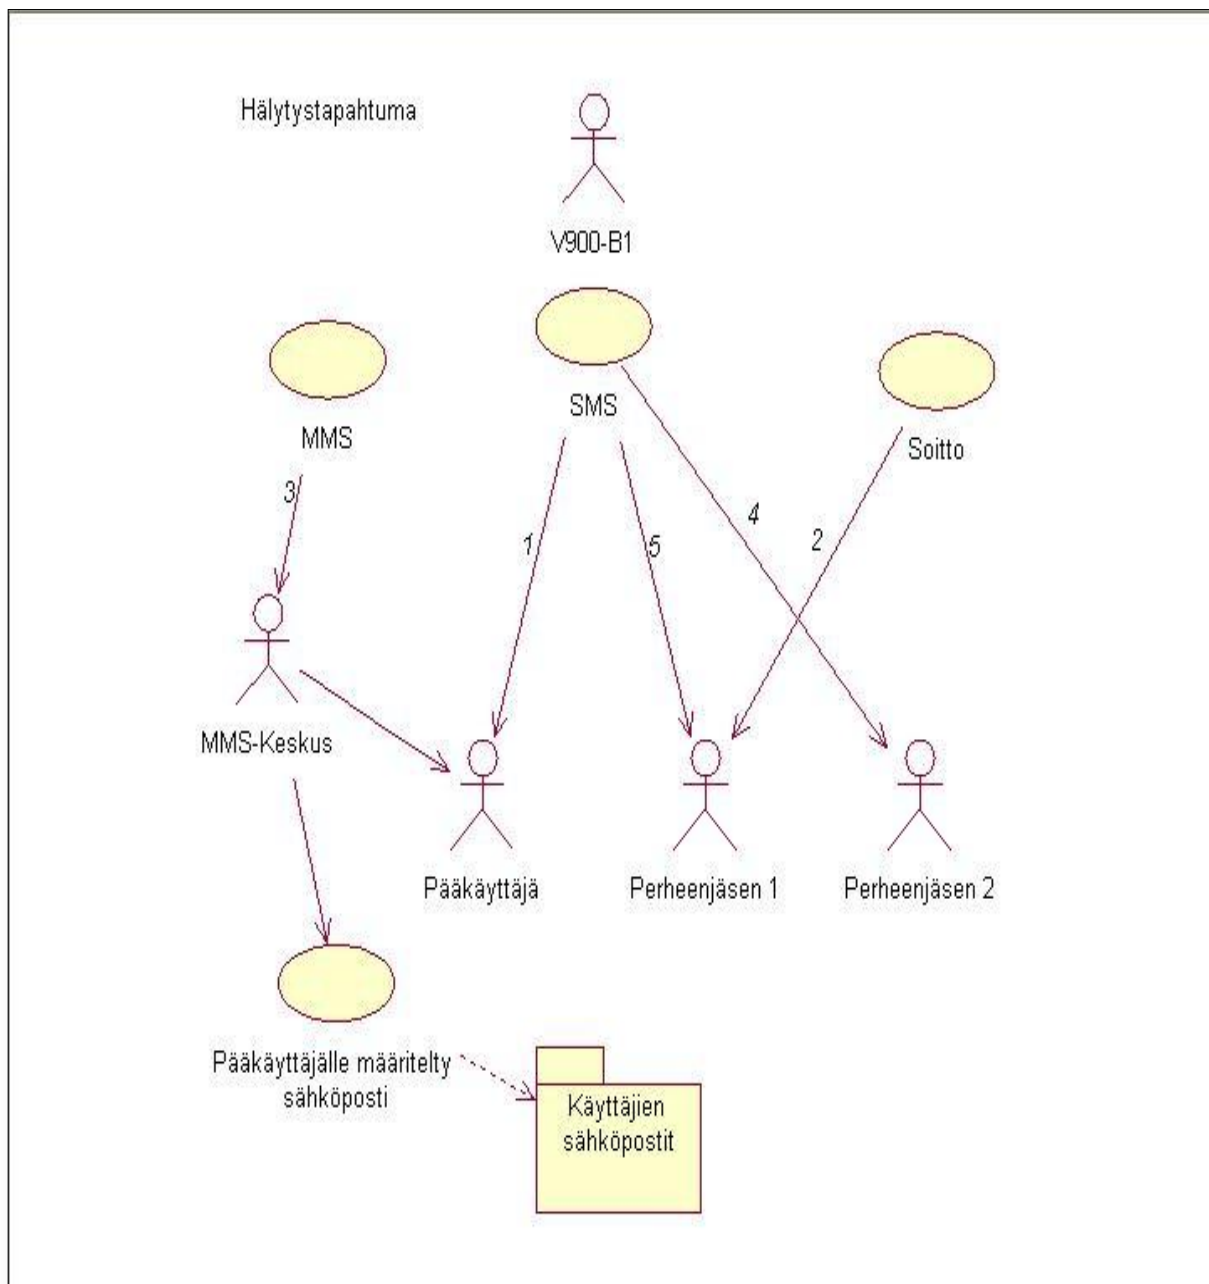 Hälytystapahtuma
V900-B1
MMS
SMS
Soitto
3
1
5
4
2
MMS-Keskus
Pääkäyttäjä
Perheenjäsen 1
Perheenjäsen 2
Pääkäyttäjälle määritelty
sähköposti
Käyttäjien
sähköpostit